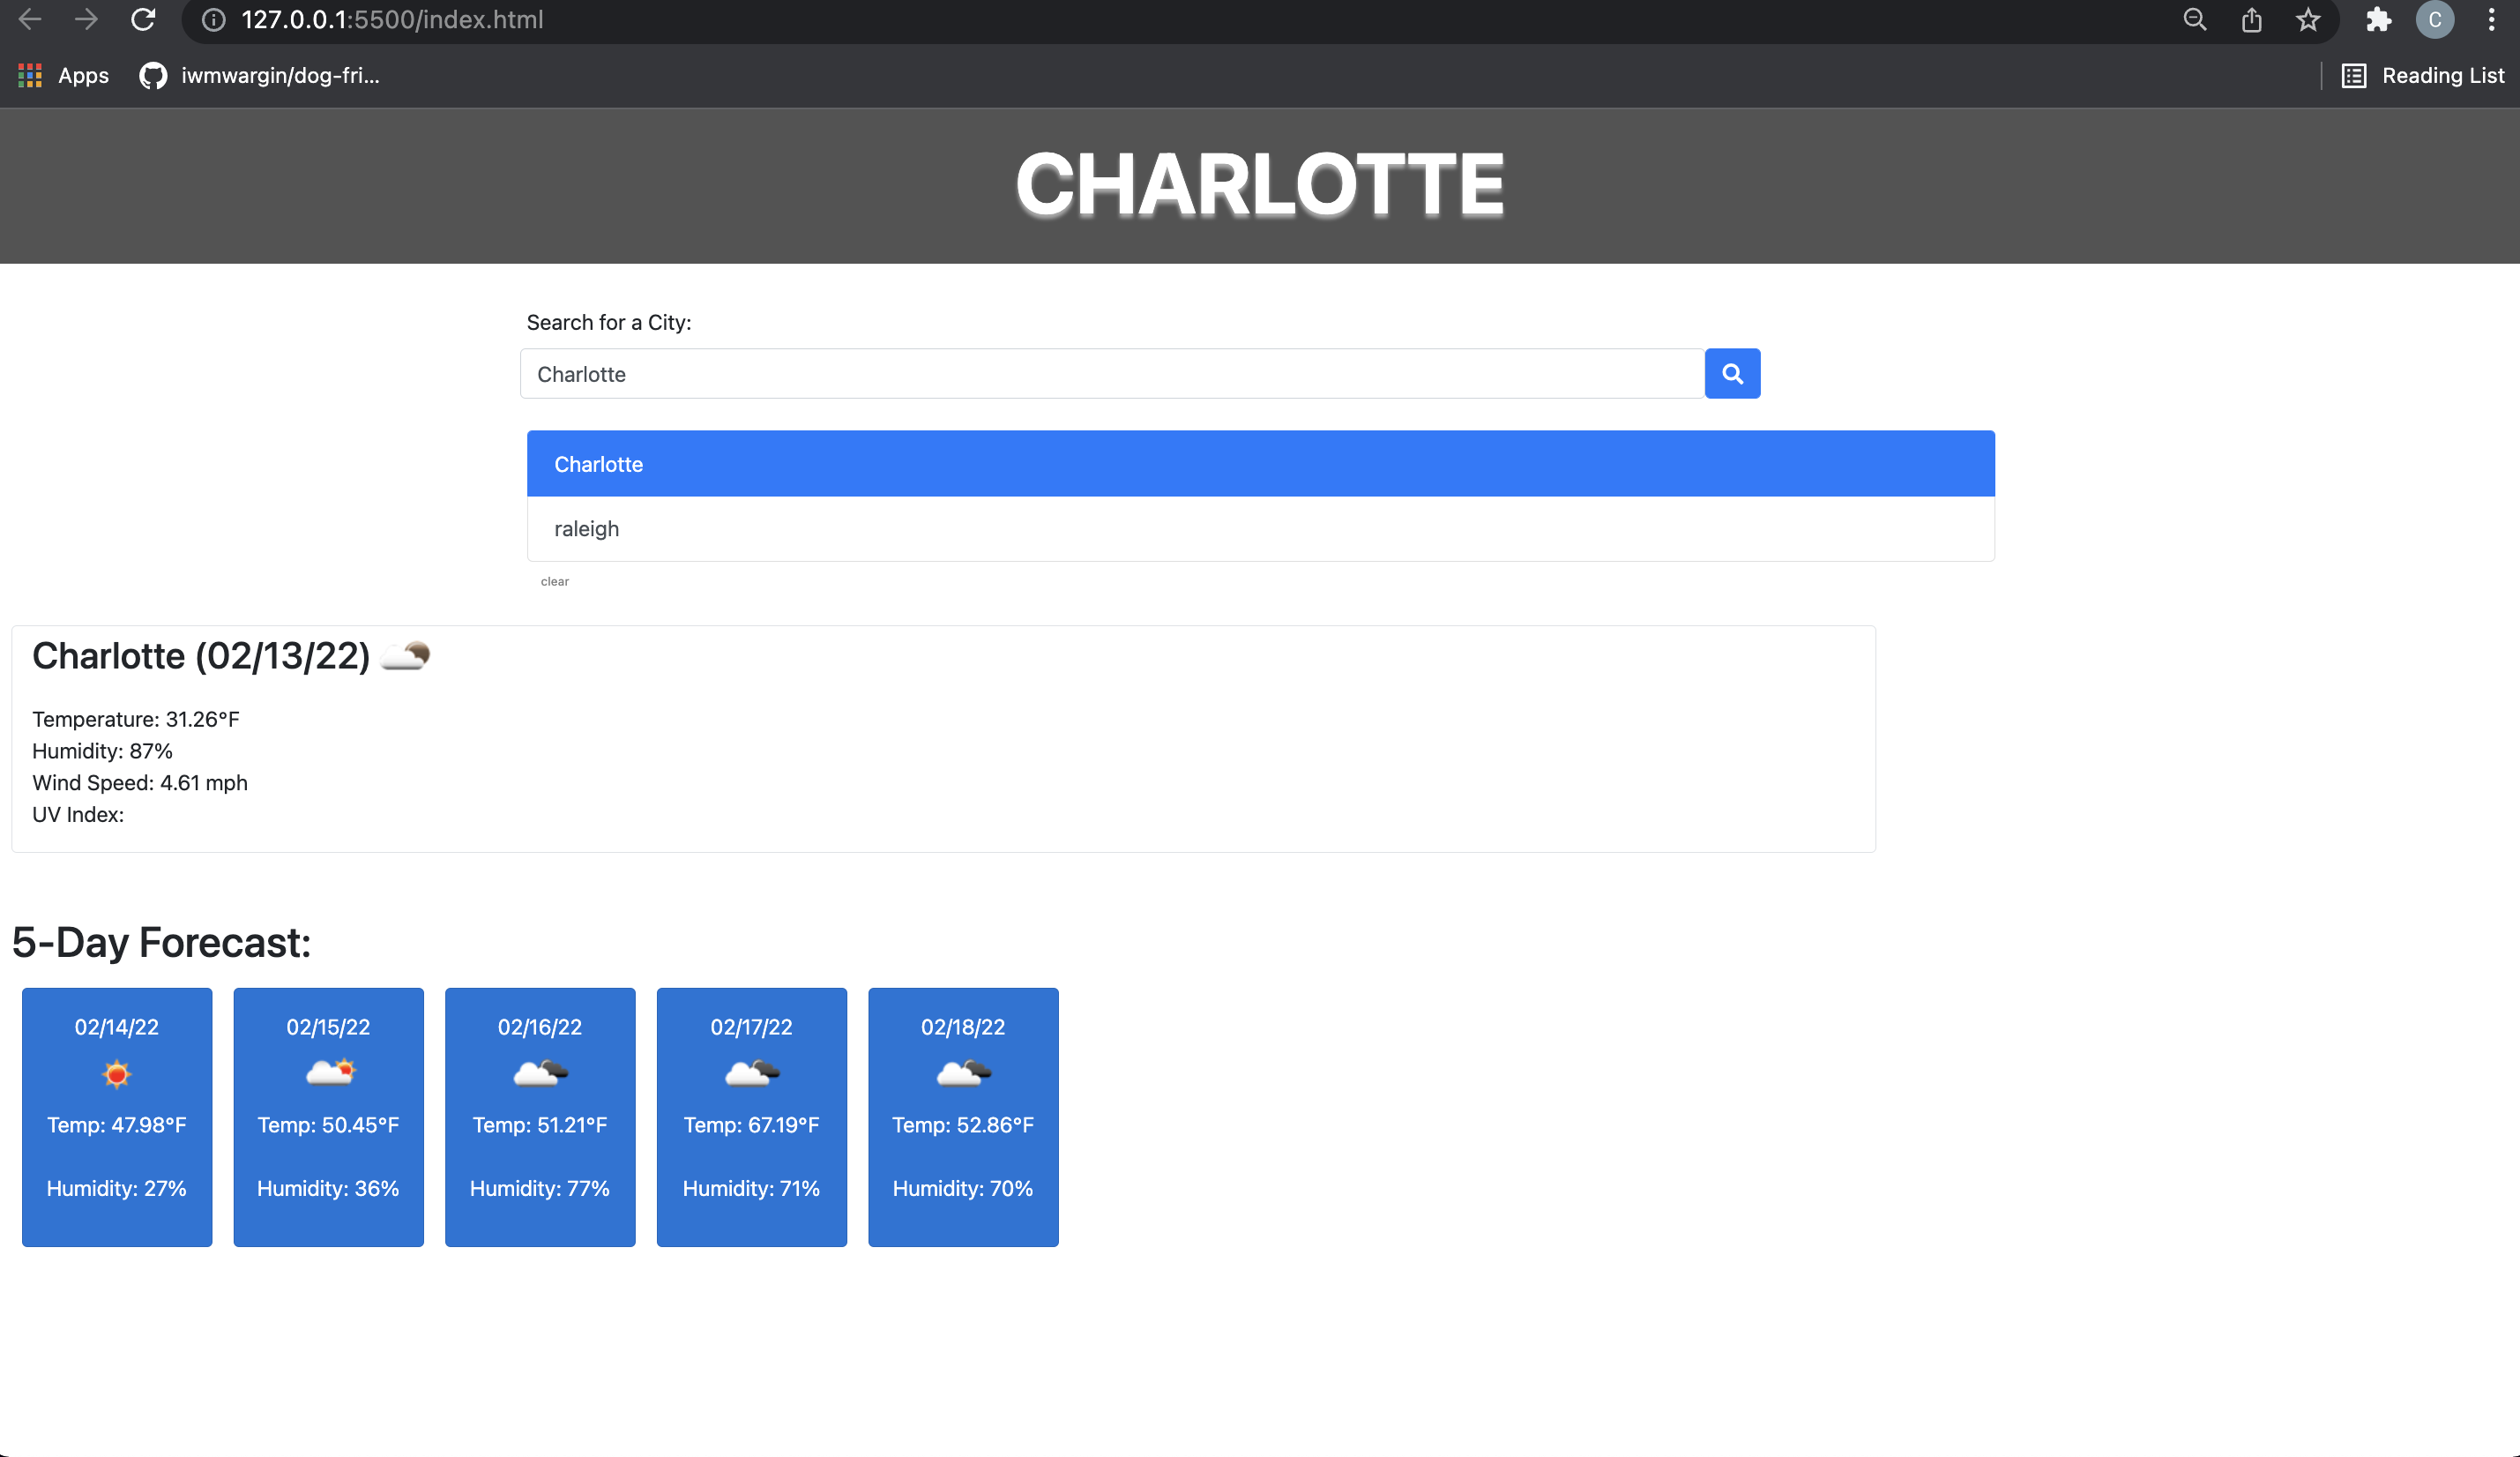 127.0.0.1:5500/index.html
C
Apps
iwmwargin/dog-fri...
Reading List
CHARLOTTE
Search for a City:
Charlotte
Charlotte
raleigh
clear
Charlotte (02/13/22)
Temperature: 31.26°F
Humidity: 87%
Wind Speed: 4.61 mph
UV Index:
5-Day Forecast:
02/14/22
Temp: 47.98°F
Humidity: 27%
02/15/22
Temp: 50.45°F
Humidity: 36%
02/16/22
Temp: 51.21°F
Humidity: 77%
02/17/22
Temp: 67.19°F
Humidity: 71%
02/18/22
Temp: 52.86°F
Humidity: 70%